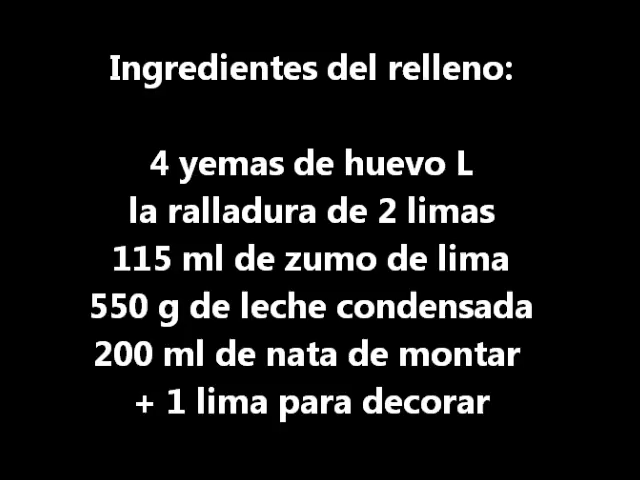 Ingredientes del relleno:
4 yemas de huevo L
la ralladura de 2 limas
115 ml de zumo de lima
550 g de leche condensada
200 ml de nata de montar
+ 1 lima para decorar